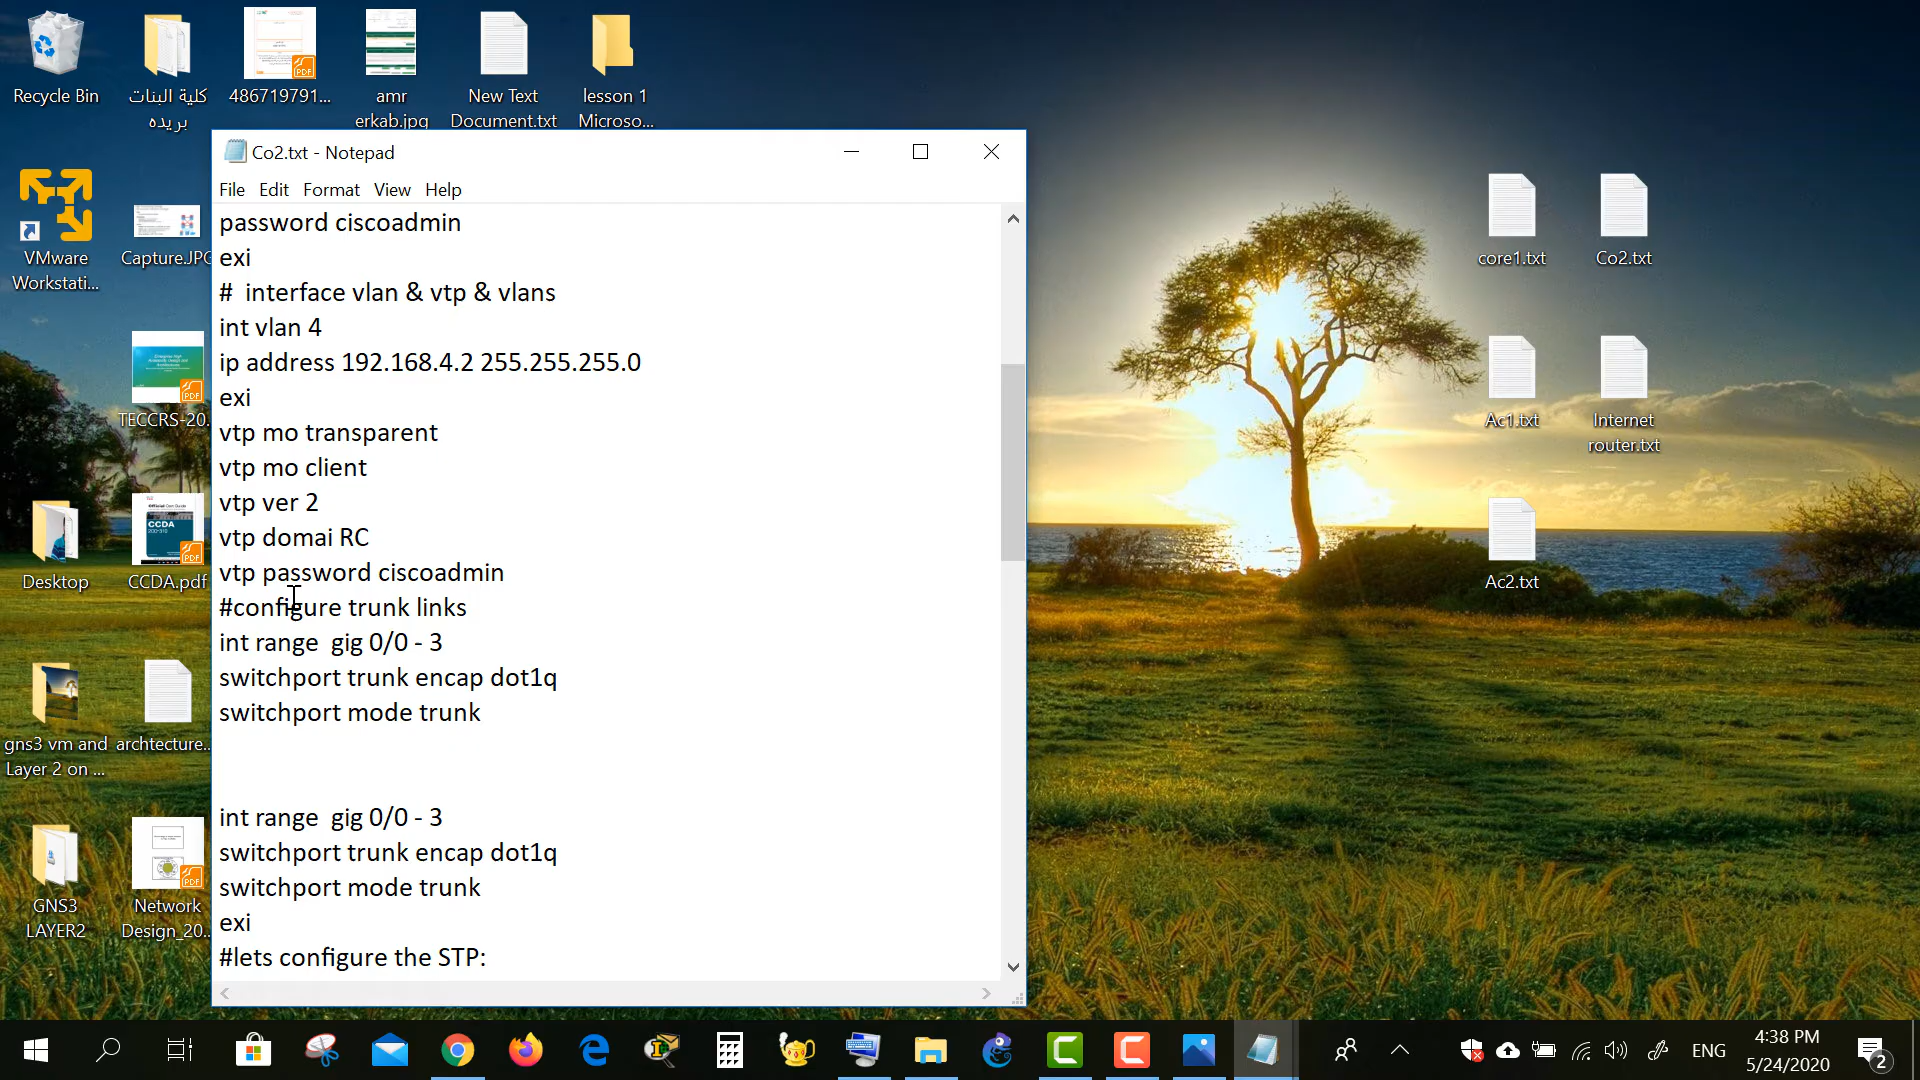 Recycle Bin
كلية البنات
بريده
486719791...
amr
erkab.jpg
New Text
Document.txt
lesson 1
Microso...
Co2.txt - Notepad
File Edit Format View Help
password ciscoadmin
exi
#  interface vlan & vtp & vlans
int vlan 4
ip address 192.168.4.2 255.255.255.0
exi
vtp mo transparent
vtp mo client
vtp ver 2
vtp domai RC
vtp password ciscoadmin
#configure trunk links
int range  gig 0/0 - 3
switchport trunk encap dot1q
switchport mode trunk
int range  gig 0/0 - 3
switchport trunk encap dot1q
switchport mode trunk
exi
#lets configure the STP:
VMware
Workstati...
Capture.JPG
TECCRS-20..
Desktop
CCDA.pdf
CCDA
gns3 vm and
Layer 2 on ...
archtecture..
GNS3
LAYER2
Network
Design_20..
core1.txt
Co2.txt
Ac1.txt
Internet
router.txt
Ac2.txt
ENG
4:38 PM
5/24/2020
2